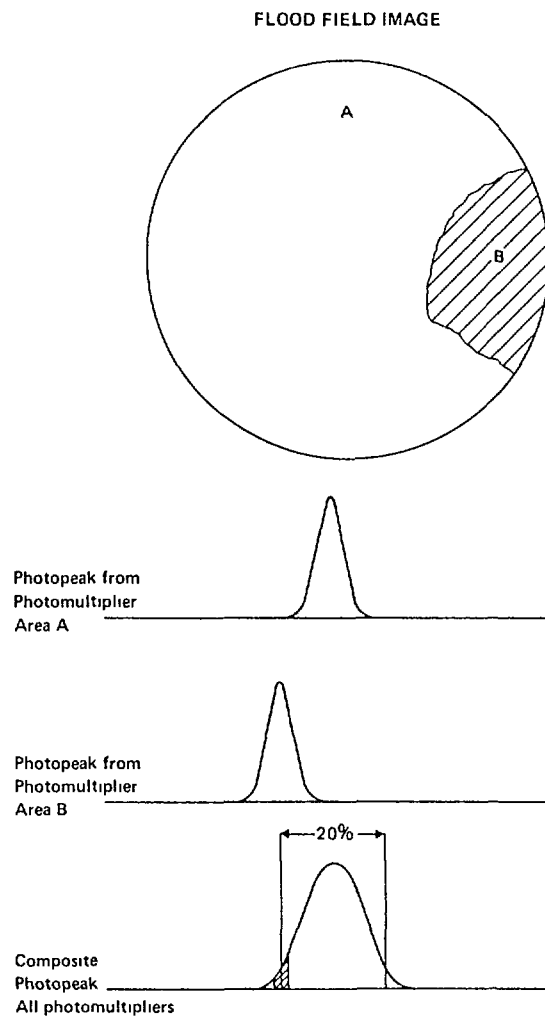 FLOOD FIELD IMAGE
A
B
Photopeak from
Photomultiplier
Area A
Photopeak from
Photomultiplier
Area B
20%
Composite
Photopeak
All photomultipliers